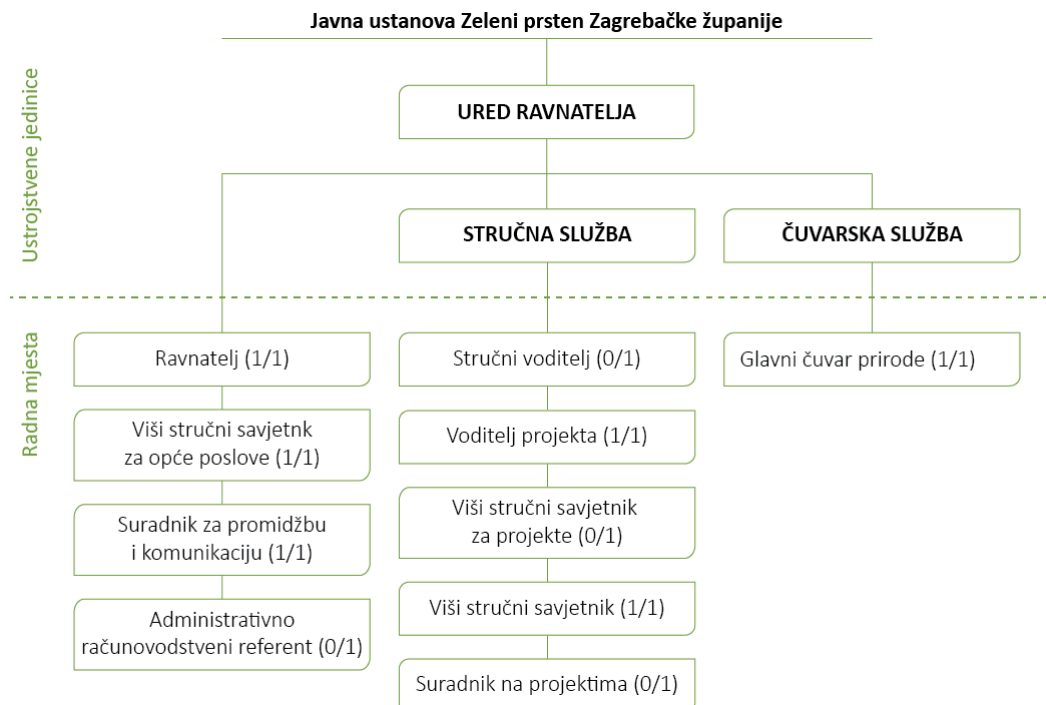 Javna ustanova Zeleni prsten Zagrebačke županije
Ustrojstvene jedinice
URED RAVNATELJA
STRUČNA SLUŽBA
ČUVARSKA SLUŽBA
Radna mjesta
Ravnatelj (1/1)
Viši stručni savjetnk
za opće poslove (1/1)
Suradnik za promidžbu
i komunikaciju (1/1)
Administrativno
računovodstveni referent (0/1)
Stručni voditelj (0/1)
Voditelj projekta (1/1)
Viši stručni savjetnik
za projekte (0/1)
Viši stručni savjetnik (1/1)
Suradnik na projektima (0/1)
Glavni čuvar prirode (1/1)